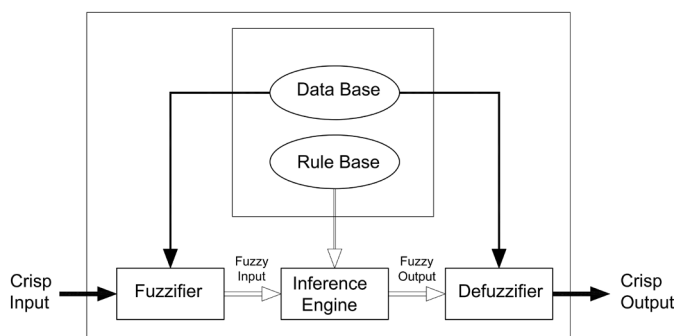 Data Base
Rule Base
Crisp
Input
Fuzzifier
Fuzzy
Input
Inference
Engine
Fuzzy
Output
Defuzzifier
Crisp
Output